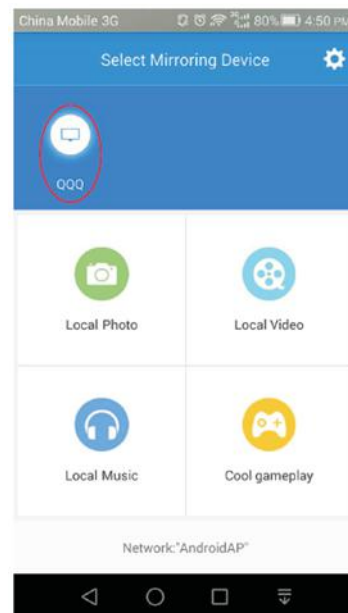 China Mobile 3G 80% 4:50 PM
Select Mirroring Device
QQQ
Local Photo
Local Video
Local Music
Cool gameplay
Network:"AndroidAP"